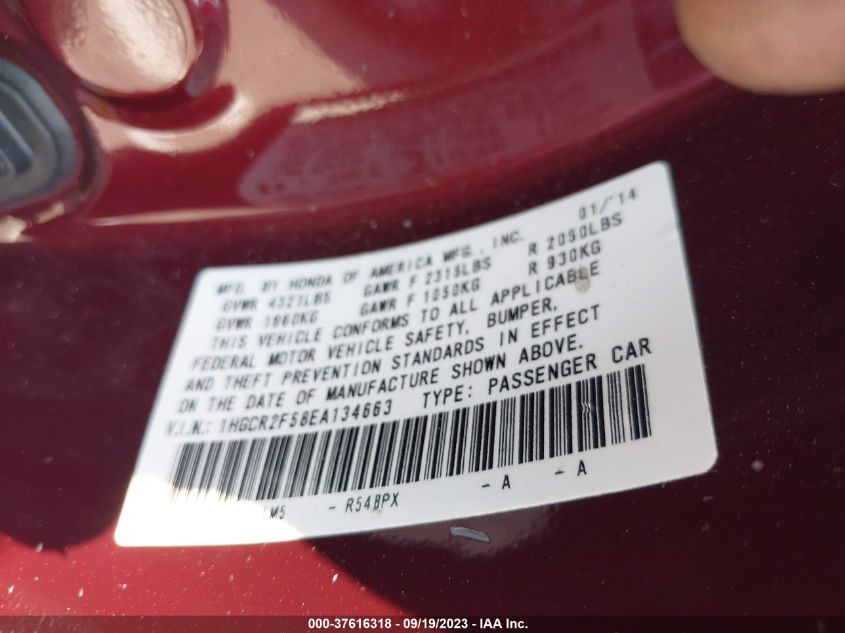 MFD. BY HONDA OF AMERICA MFG., INC. 01/'14
GVWR 4321LBS GAWR F 2315LBS R 2050LBS
GVWR 1960KG GAWR F 1050KG R 930KG
THIS VEHICLE CONFORMS TO ALL APPLICABLE
FEDERAL MOTOR VEHICLE SAFETY, BUMPER,
AND THEFT PREVENTION STANDARDS IN EFFECT
ON THE DATE OF MANUFACTURE SHOWN ABOVE.
V.I.N.: 1HGCR2F58EA134663 TYPE: PASSENGER CAR
M5 - R548PX - A - A
000-37616318 - 09/19/2023 - IAA Inc.